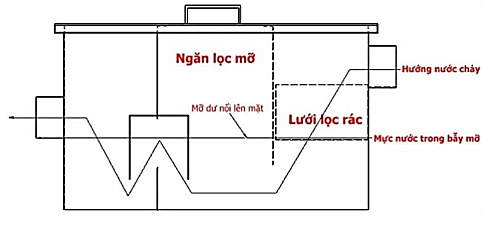 Ngăn lọc mỡ
Hướng nước chảy
Mỡ dư nổi lên mặt
Lưới lọc rác
Mực nước trong bẫy mỡ